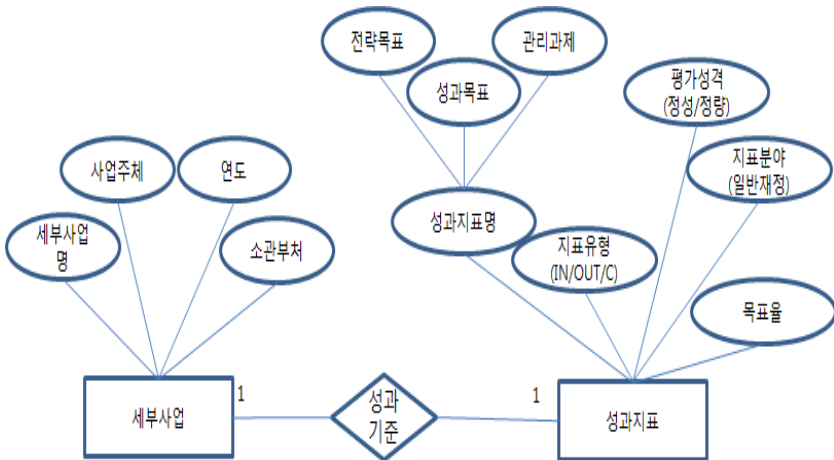 전략목표
관리과제
성과목표
평가성격
(정성/정량)
사업주체
연도
지표분야
(일반재정)
세부사업
명
소관부처
성과지표명
지표유형
(IN/OUT/C)
목표율
세부사업
1
성과
기준
1
성과지표